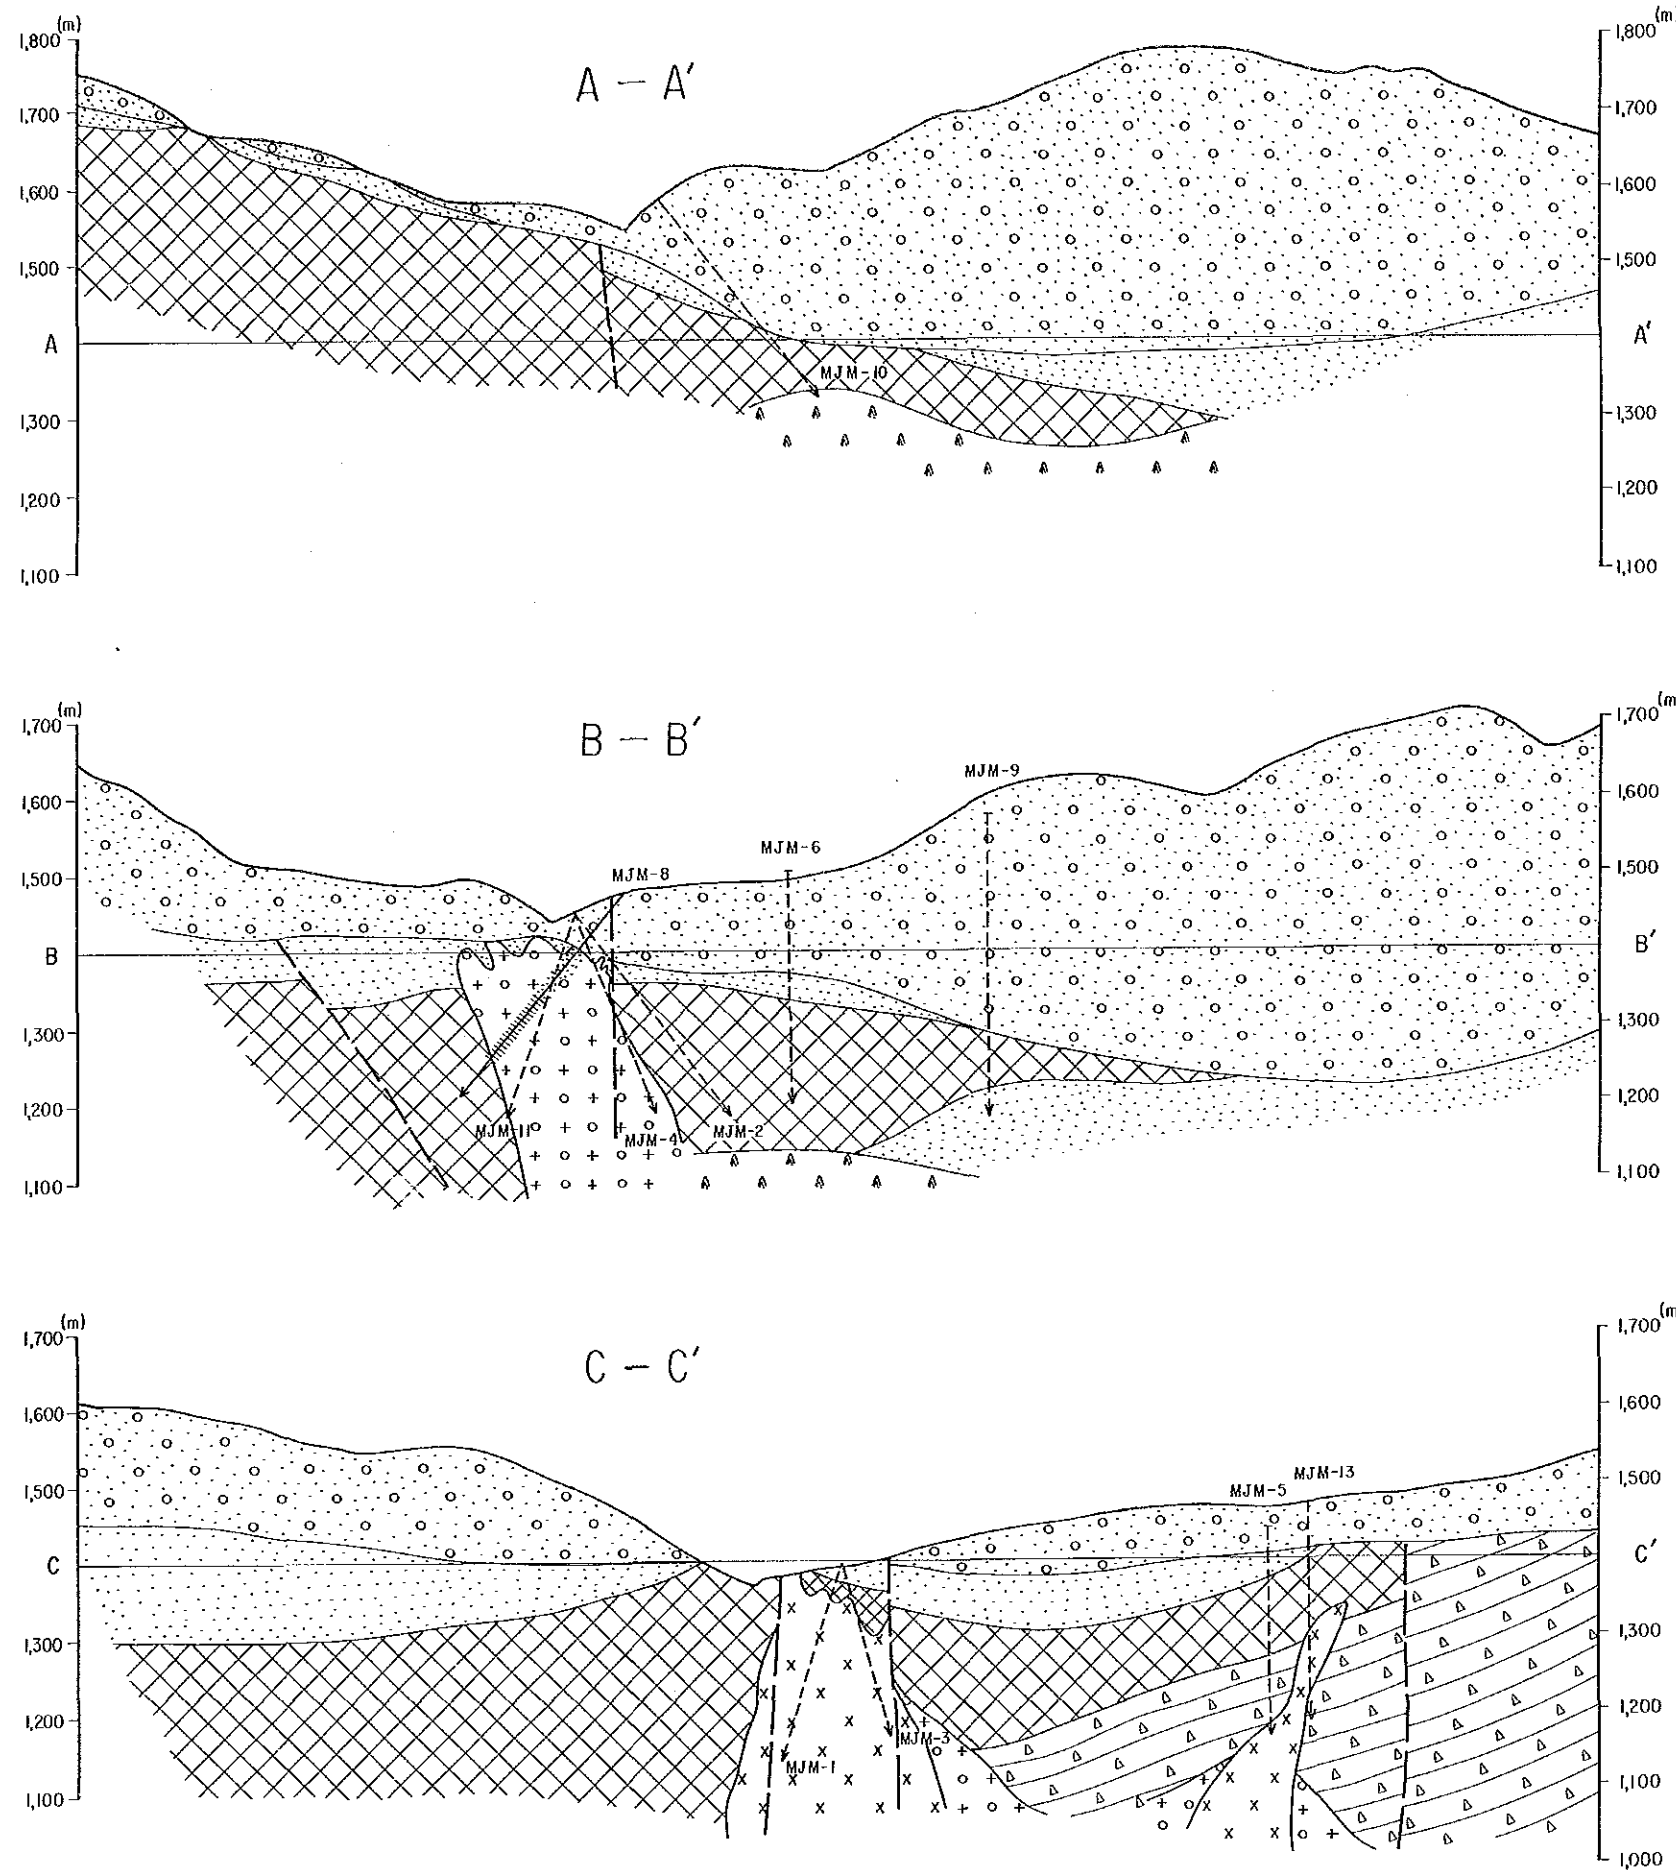 (m)
(m)
1,800
1,800
A — A′
1,700
1,700
1,600
1,600
1,500
1,500
A
A′
MJM-10
1,300
1,300
1,200
1,200
1,100
1,100
(m)
(m
1,700
1,700
B — B′
MJM-9
1,600
1,600
MJM-6
MJM-8
1,500
1,500
B
B′
1,300
1,300
1,200
1,200
MJM-11
MJM-4
MJM-2
1,100
1,100
(m)
(m
1,700
1,700
C — C′
1,600
1,600
MJM-13
MJM-5
1,500
1,500
C
C′
1,300
1,300
1,200
1,200
MJM-3
MJM-1
1,100
1,100
1,000